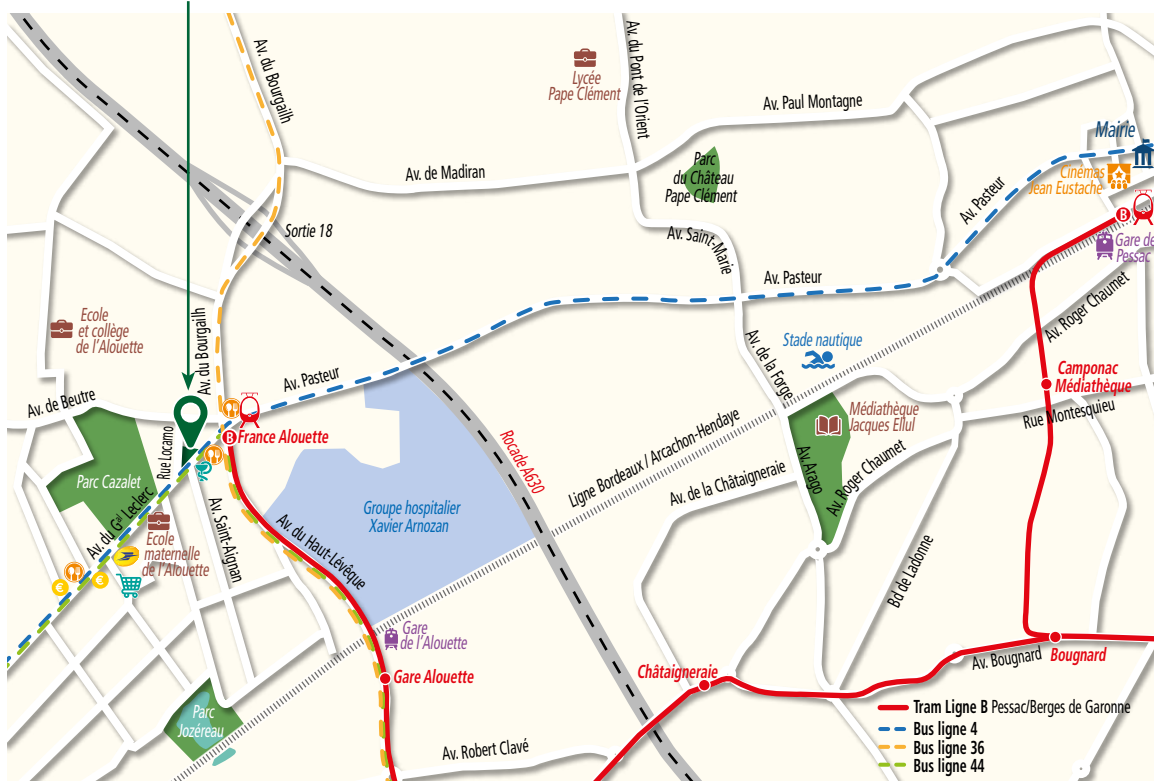 Av. du Bourgailh
Lycée
Pape Clément
Av. du Pont de l'Orient
Av. Paul Montagne
Mairie
Cinémas
Jean Eustache
Av. de Madiran
Parc
du Château
Pape Clément
Av. Pasteur
B
Gare de
Pessac
Sortie 18
Av. Saint-Marie
Av. Pasteur
Av. Roger Chaumet
Ecole
et collège
de l'Alouette
Av. du Bourgailh
Stade nautique
Av. de la Forge
Camponac
Médiathèque
Av. Pasteur
Av. de Beutre
Rue Montesquieu
Médiathèque
Jacques Ellul
B
France Alouette
Rue Locamo
Parc Cazalet
Rocade A630
Ligne Bordeaux / Arcachon-Hendaye
Av. Arago
Av. Roger Chaumet
Av. de la Châtaigneraie
Groupe hospitalier
Xavier Arnozan
Av. du Gal Leclerc
Av. Saint-Aignan
Av. du Haut-Lévêque
Ecole
maternelle
de l'Alouette
€
€
Bd de Ladonne
Gare
de l'Alouette
Gare Alouette
Châtaigneraie
Av. Bougnard
Bougnard
Parc
Jozéreau
Av. Robert Clavé
Tram Ligne B Pessac/Berges de Garonne
Bus ligne 4
Bus ligne 36
Bus ligne 44